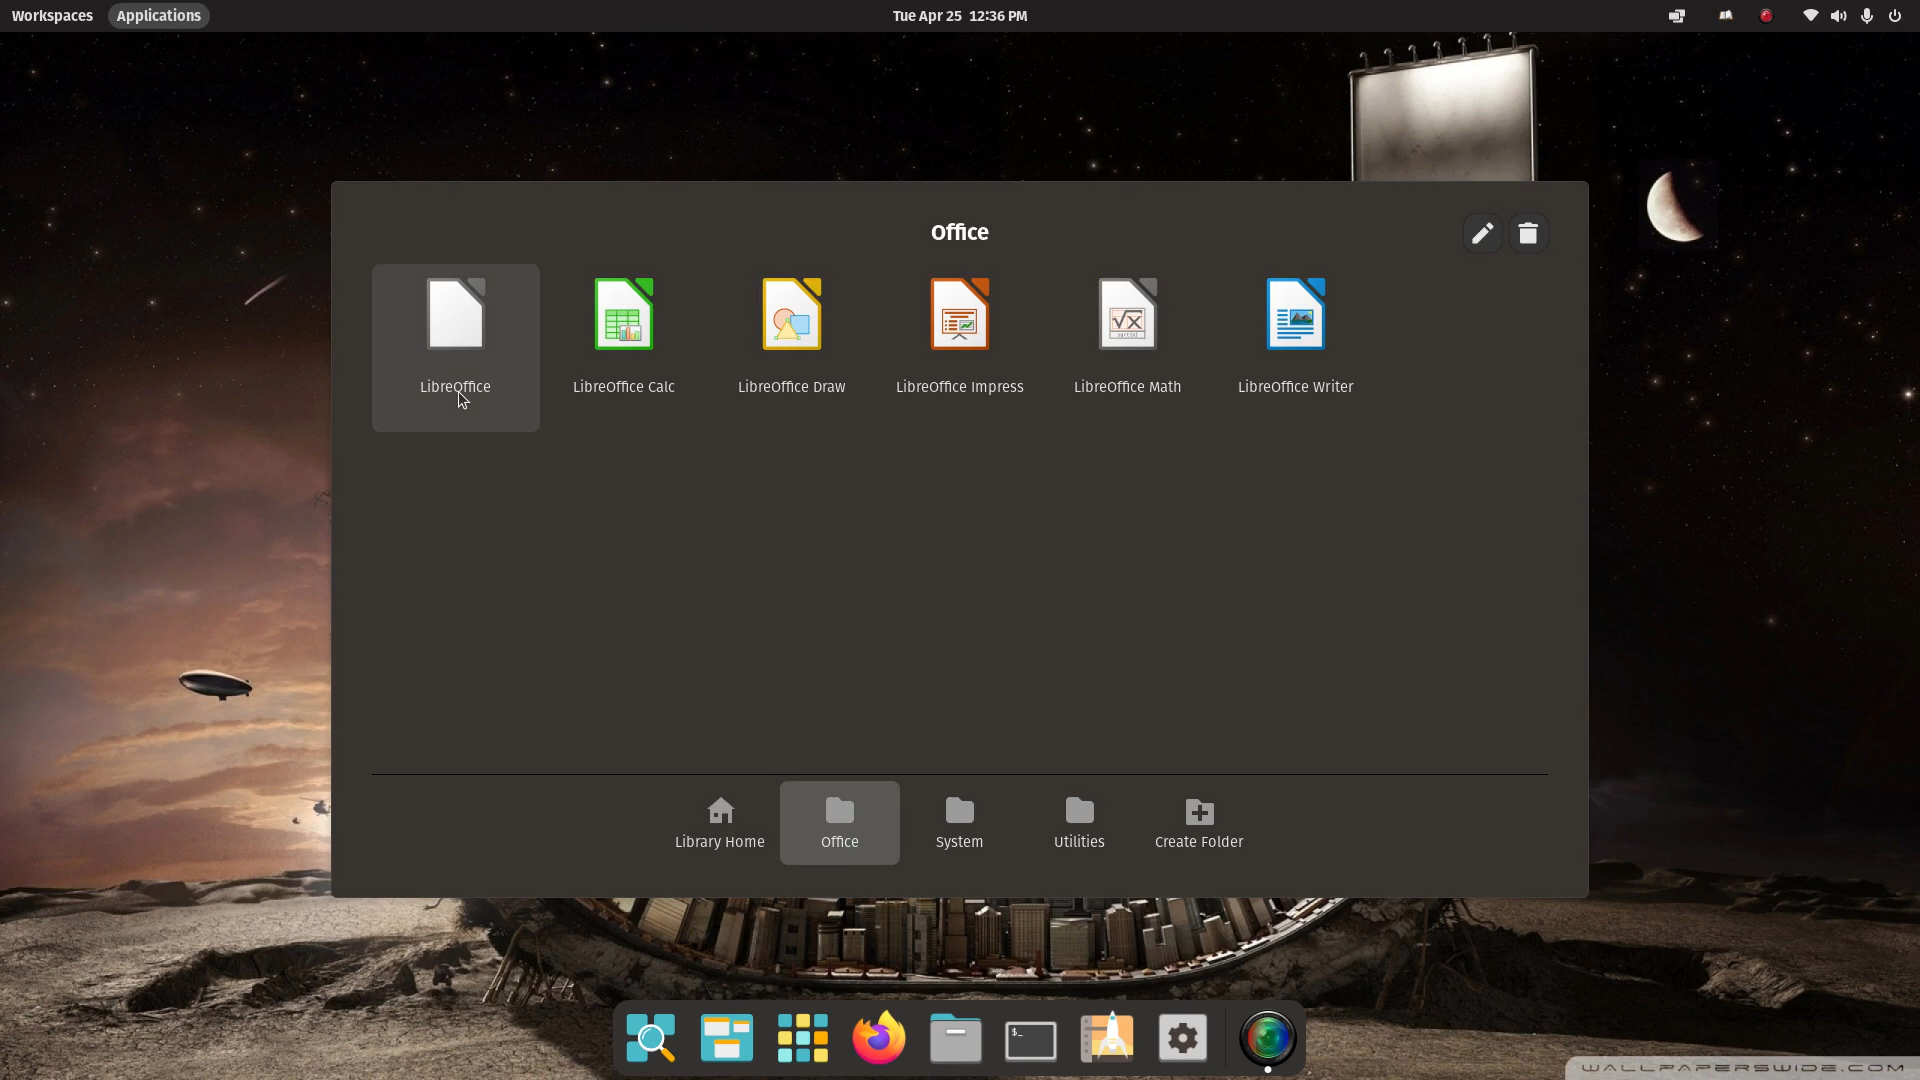 Workspaces Applications Tue Apr 25 12:36 PM
Office
LibreOffice LibreOffice Calc LibreOffice Draw LibreOffice Impress LibreOffice Math LibreOffice Writer
Library Home Office System Utilities Create Folder
$_
WALLPAPERSWIDE.COM